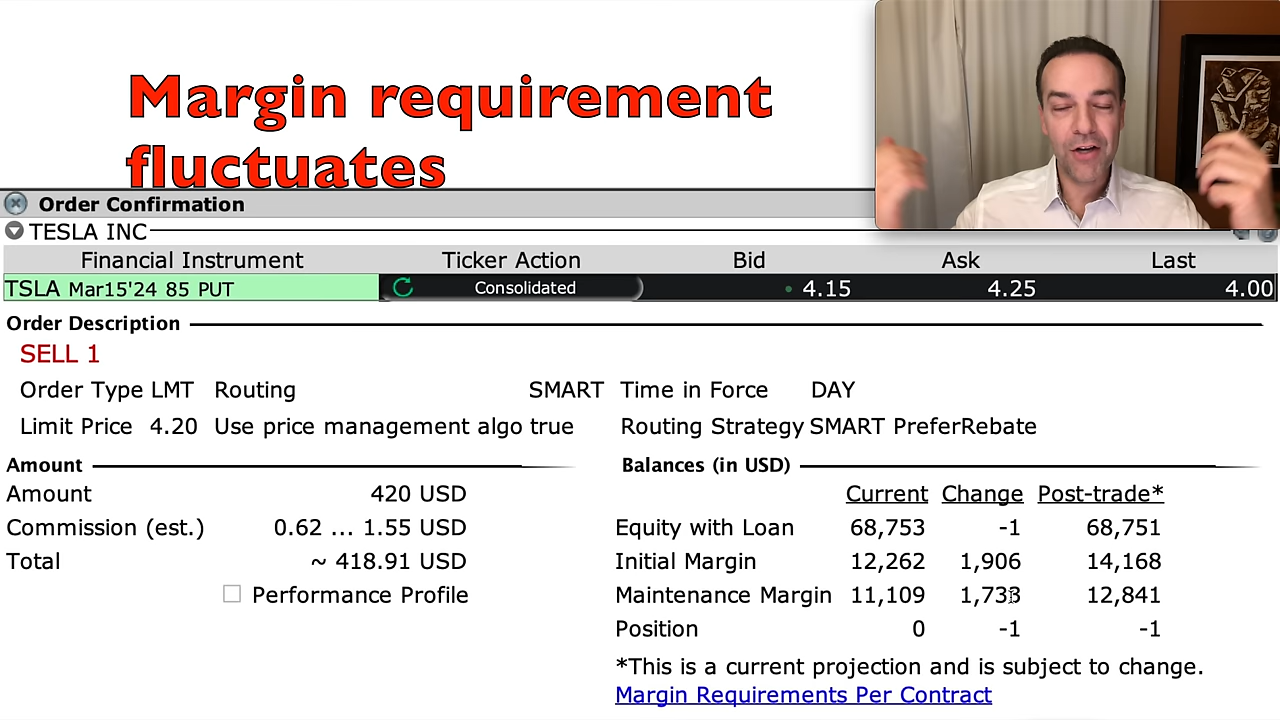 Margin requirement
fluctuates
Order Confirmation
TESLA INC
Financial Instrument Ticker Action Bid Ask Last
TSLA Mar15'24 85 PUT Consolidated 4.15 4.25 4.00
Order Description
SELL 1
Order Type LMT Routing SMART Time in Force DAY
Limit Price 4.20 Use price management algo true Routing Strategy SMART PreferRebate
Amount Balances (in USD)
Amount 420 USD Current Change Post-trade*
Commission (est.) 0.62 ... 1.55 USD Equity with Loan 68,753 -1 68,751
Total ~ 418.91 USD Initial Margin 12,262 1,906 14,168
Performance Profile Maintenance Margin 11,109 1,733 12,841
Position 0 -1 -1
*This is a current projection and is subject to change.
Margin Requirements Per Contract